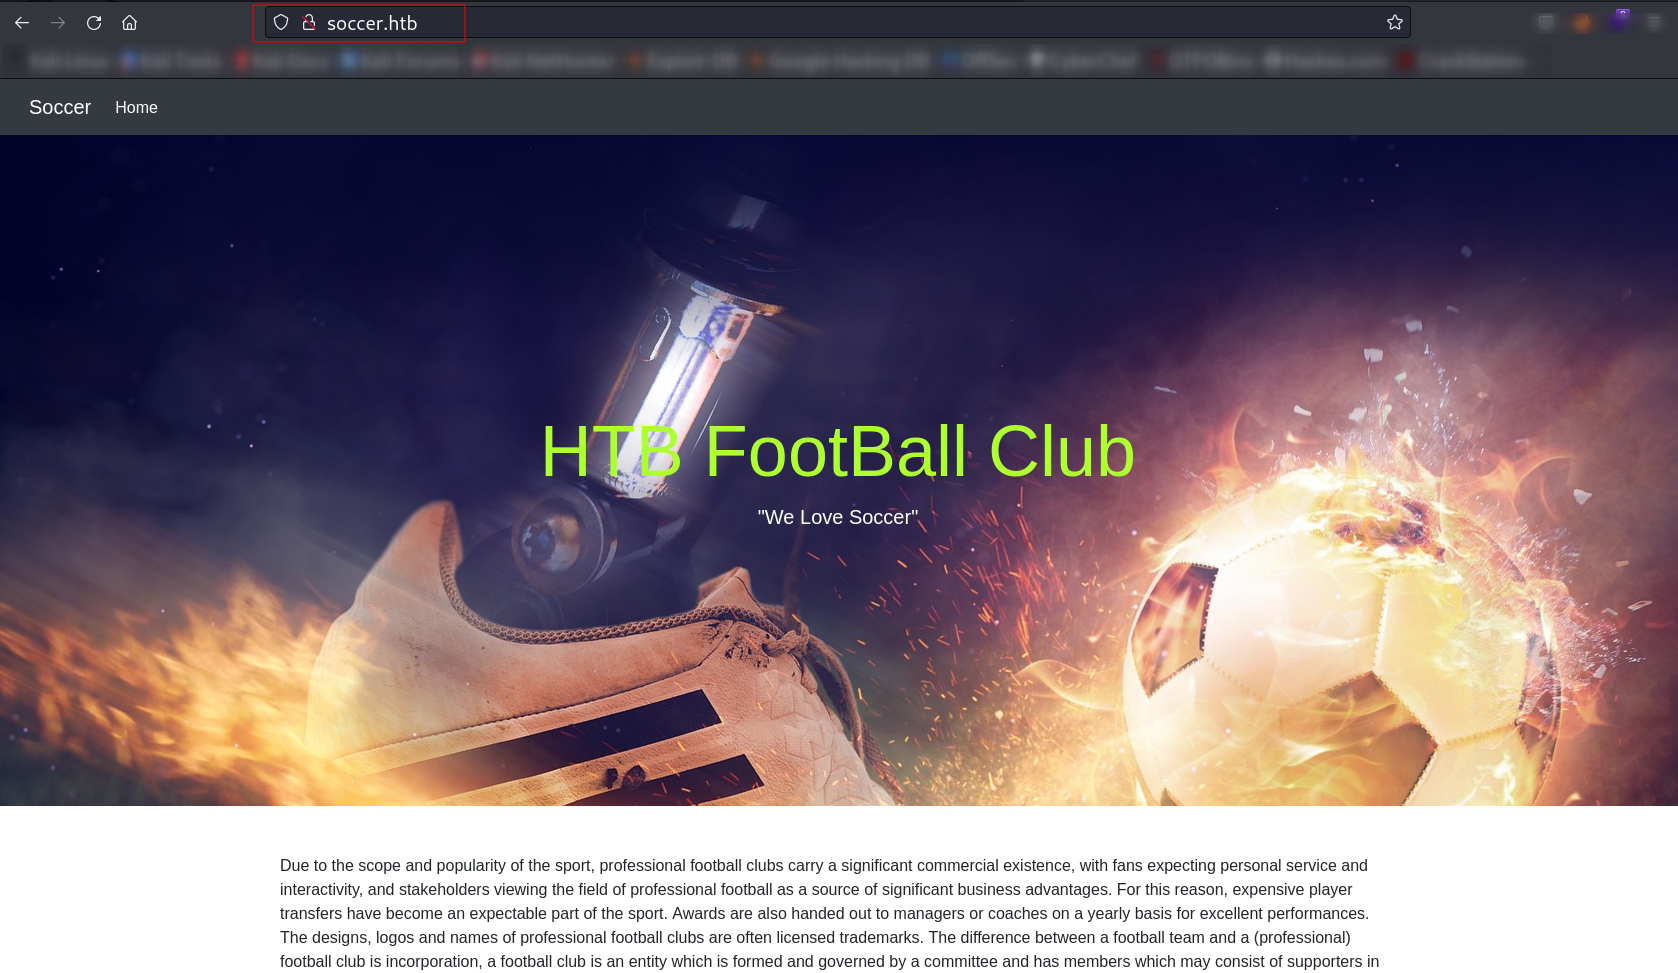 soccer.htb
Soccer Home
HTB FootBall Club
"We Love Soccer"
Due to the scope and popularity of the sport, professional football clubs carry a significant commercial existence, with fans expecting personal service and
interactivity, and stakeholders viewing the field of professional football as a source of significant business advantages. For this reason, expensive player
transfers have become an expectable part of the sport. Awards are also handed out to managers or coaches on a yearly basis for excellent performances.
The designs, logos and names of professional football clubs are often licensed trademarks. The difference between a football team and a (professional)
football club is incorporation, a football club is an entity which is formed and governed by a committee and has members which may consist of supporters in